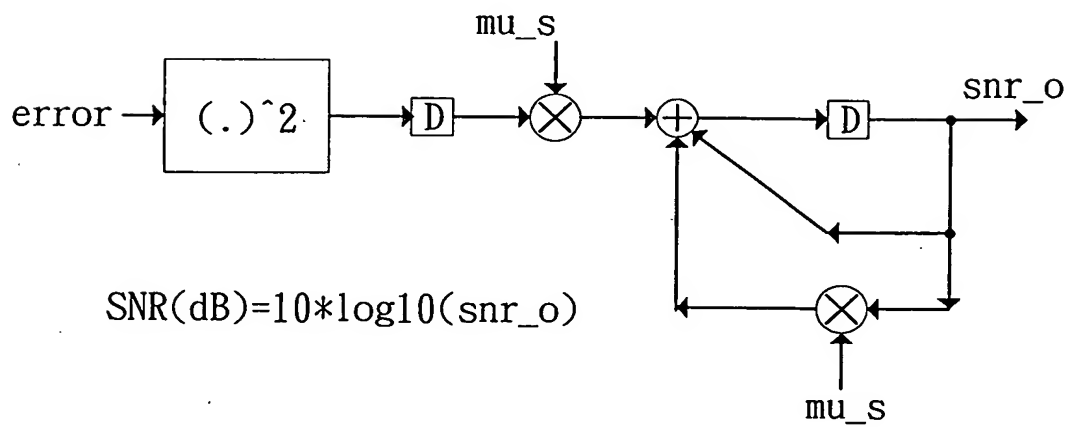 mu_s
error
(.)^2
D
D
snr_o
SNR(dB)=10*log10(snr_o)
mu_s